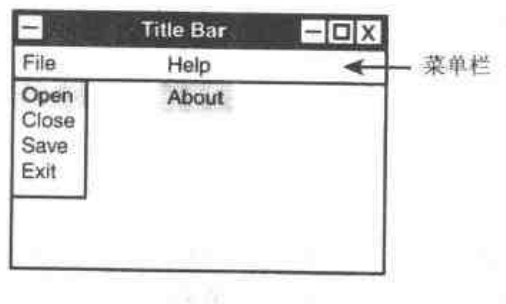 Title Bar
File Help
菜单栏
Open About
Close
Save
Exit